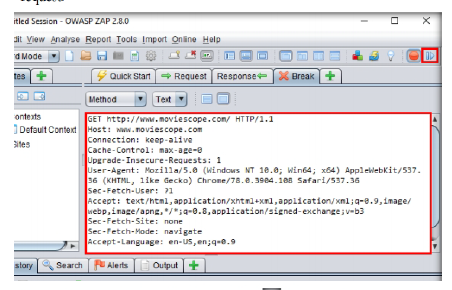 request
ntitled Session - OWASP ZAP 2.8.0
dit View Analyse Report Tools Import Online Help
rd Mode
tes Quick Start Request Response Break
Method Text
ontexts
Default Context
Sites
GET http://www.moviescope.com/ HTTP/1.1
Host: www.moviescope.com
Connection: keep-alive
Cache-Control: max-age=0
Upgrade-Insecure-Requests: 1
User-Agent: Mozilla/5.0 (Windows NT 10.0; Win64; x64) AppleWebKit/537.
36 (KHTML, like Gecko) Chrome/78.0.3904.108 Safari/537.36
Sec-Fetch-User: ?1
Accept: text/html,application/xhtml+xml,application/xml;q=0.9,image/
webp,image/apng,*/*;q=0.8,application/signed-exchange;v=b3
Sec-Fetch-Site: none
Sec-Fetch-Mode: navigate
Accept-Language: en-US,en;q=0.9
story Search Alerts Output